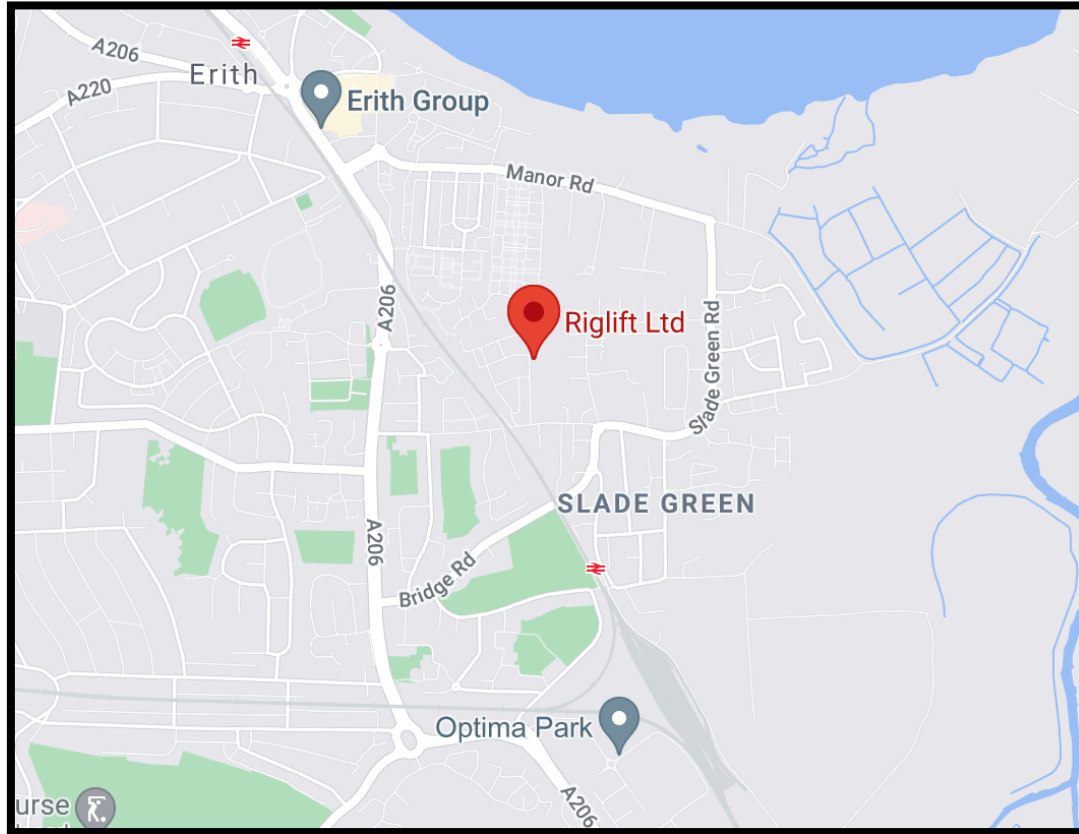 A206
Erith
A220
Erith Group
Manor Rd
A206
Riglift Ltd
Slade Green Rd
SLADE GREEN
A206
Bridge Rd
Optima Park
A206
urse